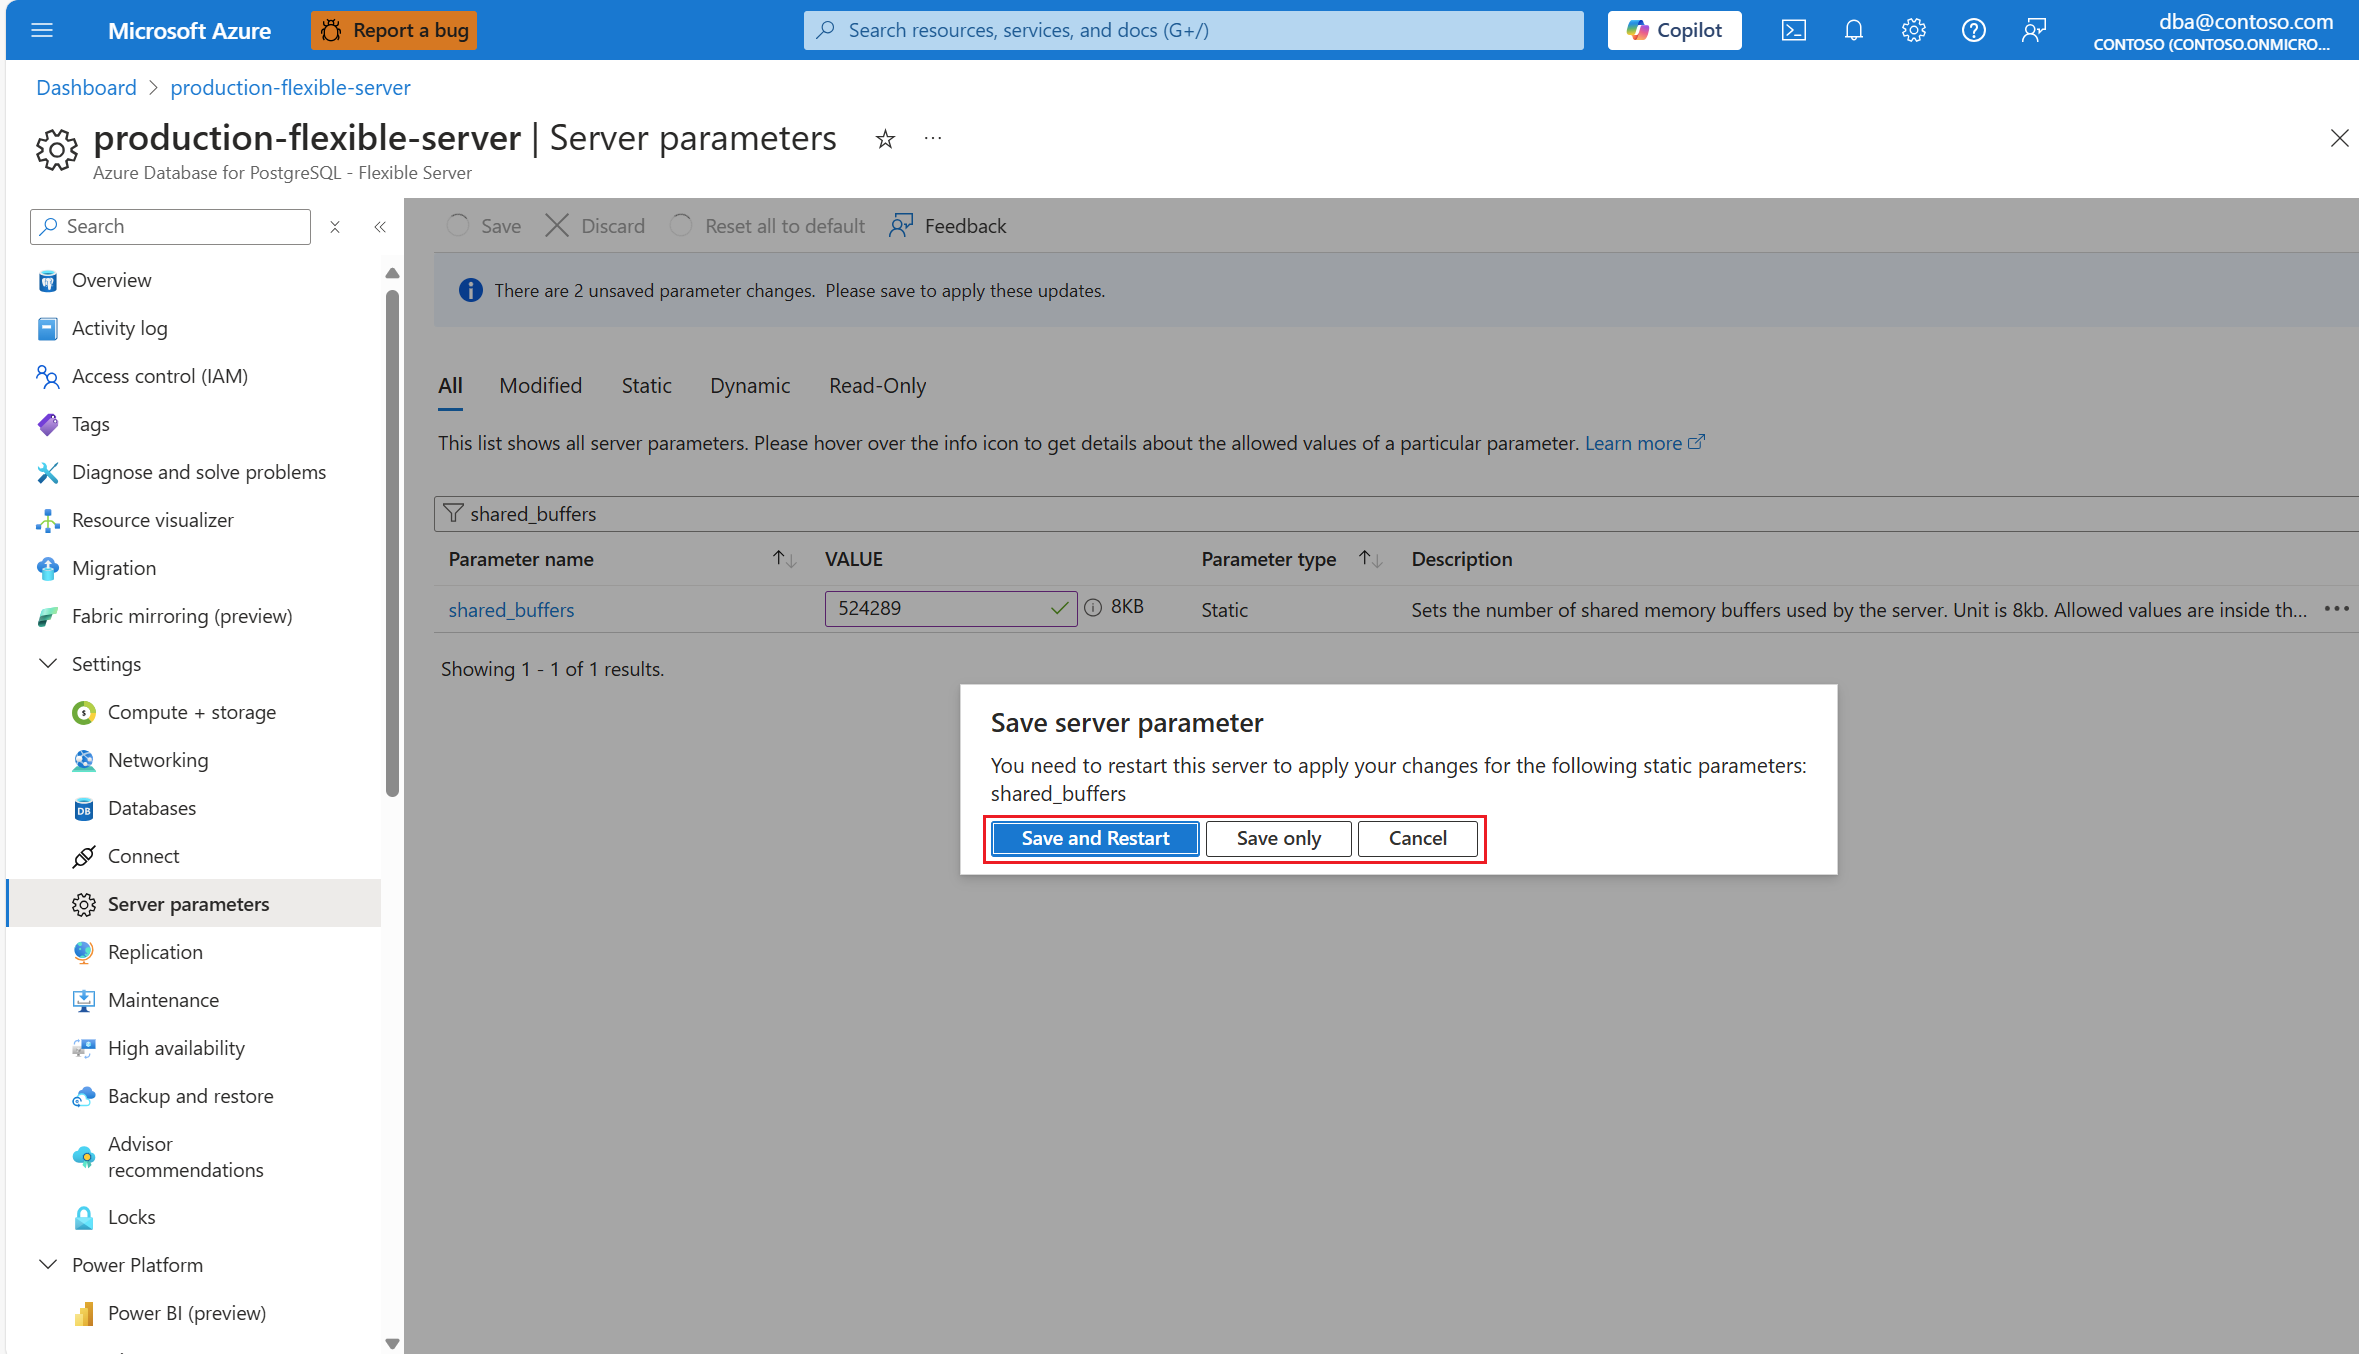 Microsoft Azure
Report a bug
Search resources, services, and docs (G+/)
Copilot
dba@contoso.com
CONTOSO (CONTOSO.ONMICRO...
Dashboard > production-flexible-server
production-flexible-server | Server parameters
Azure Database for PostgreSQL - Flexible Server
Search
Overview
Activity log
Access control (IAM)
Tags
Diagnose and solve problems
Resource visualizer
Migration
Fabric mirroring (preview)
Settings
Compute + storage
Networking
Databases
Connect
Server parameters
Replication
Maintenance
High availability
Backup and restore
Advisor
recommendations
Locks
Power Platform
Power BI (preview)
Save Discard Reset all to default Feedback
There are 2 unsaved parameter changes. Please save to apply these updates.
All Modified Static Dynamic Read-Only
This list shows all server parameters. Please hover over the info icon to get details about the allowed values of a particular parameter. Learn more
shared_buffers
Parameter name VALUE Parameter type Description
shared_buffers 524289 8KB Static Sets the number of shared memory buffers used by the server. Unit is 8kb. Allowed values are inside th...
Showing 1 - 1 of 1 results.
Save server parameter
You need to restart this server to apply your changes for the following static parameters:
shared_buffers
Save and Restart Save only Cancel